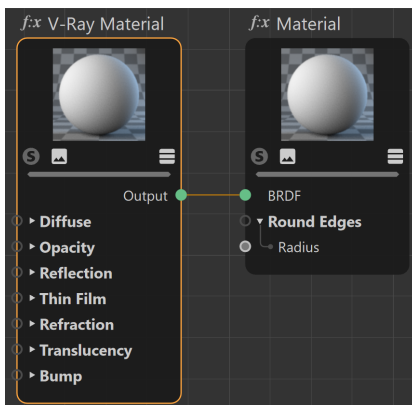 f:x V-Ray Material
f:x Material
S
S
Output
BRDF
Diffuse
Round Edges
Opacity
Radius
Reflection
Thin Film
Refraction
Translucency
Bump